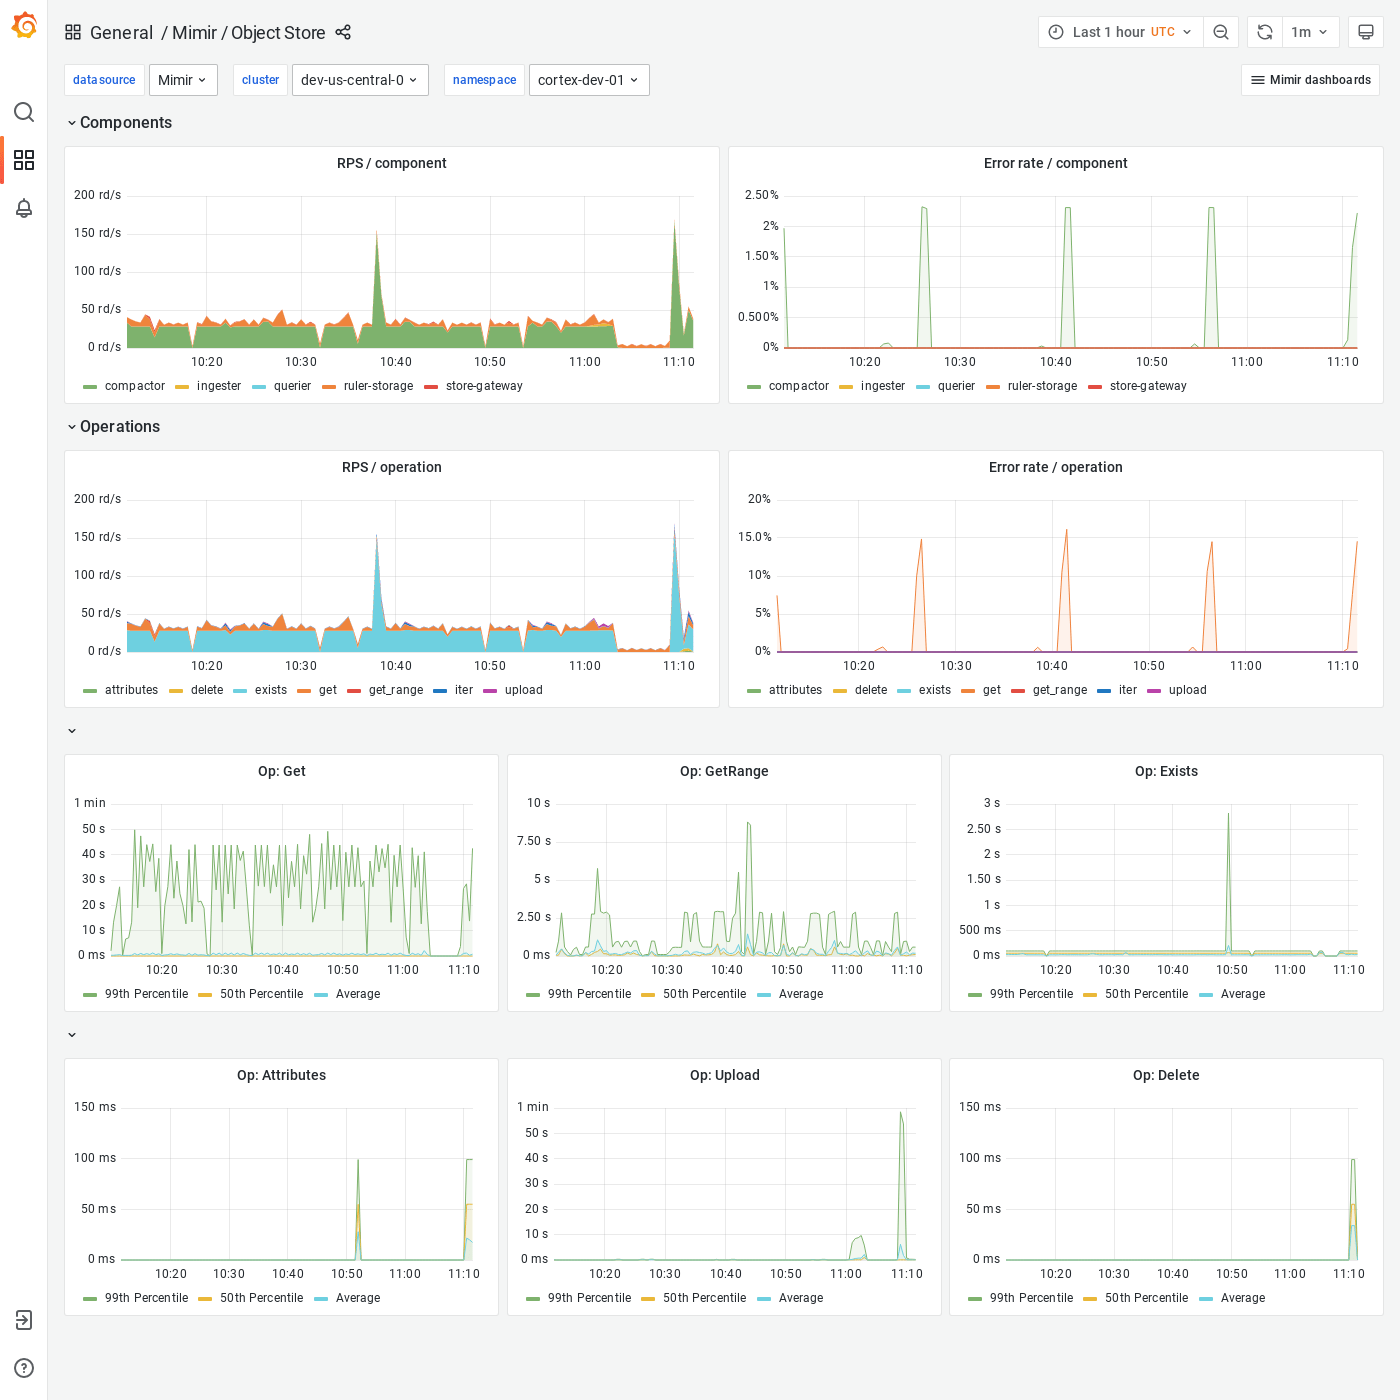 General / Mimir / Object Store
Last 1 hour UTC
1m
datasource Mimir cluster dev-us-central-0 namespace cortex-dev-01 Mimir dashboards
Components
RPS / component
200 rd/s
150 rd/s
100 rd/s
50 rd/s
0 rd/s
10:20 10:30 10:40 10:50 11:00 11:10
compactor ingester querier ruler-storage store-gateway
Error rate / component
2.50%
2%
1.50%
1%
0.500%
0%
10:20 10:30 10:40 10:50 11:00 11:10
compactor ingester querier ruler-storage store-gateway
Operations
RPS / operation
200 rd/s
150 rd/s
100 rd/s
50 rd/s
0 rd/s
10:20 10:30 10:40 10:50 11:00 11:10
attributes delete exists get get_range iter upload
Error rate / operation
20%
15.0%
10%
5%
0%
10:20 10:30 10:40 10:50 11:00 11:10
attributes delete exists get get_range iter upload
Op: Get
1 min
50 s
40 s
30 s
20 s
10 s
0 ms
10:20 10:30 10:40 10:50 11:00 11:10
99th Percentile 50th Percentile Average
Op: GetRange
10 s
7.50 s
5 s
2.50 s
0 ms
10:20 10:30 10:40 10:50 11:00 11:10
99th Percentile 50th Percentile Average
Op: Exists
3 s
2.50 s
2 s
1.50 s
1 s
500 ms
0 ms
10:20 10:30 10:40 10:50 11:00 11:10
99th Percentile 50th Percentile Average
Op: Attributes
150 ms
100 ms
50 ms
0 ms
10:20 10:30 10:40 10:50 11:00 11:10
99th Percentile 50th Percentile Average
Op: Upload
1 min
50 s
40 s
30 s
20 s
10 s
0 ms
10:20 10:30 10:40 10:50 11:00 11:10
99th Percentile 50th Percentile Average
Op: Delete
150 ms
100 ms
50 ms
0 ms
10:20 10:30 10:40 10:50 11:00 11:10
99th Percentile 50th Percentile Average